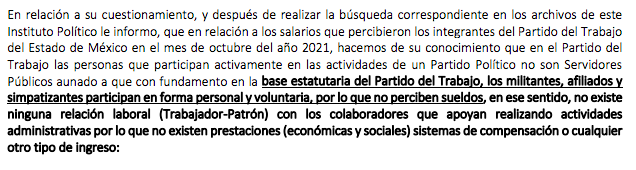 En relación a su cuestionamiento, y después de realizar la búsqueda correspondiente en los archivos de este
Instituto Político le informo, que en relación a los salarios que percibieron los integrantes del Partido del Trabajo
del Estado de México en el mes de octubre del año 2021, hacemos de su conocimiento que en el Partido del
Trabajo las personas que participan activamente en las actividades de un Partido Político no son Servidores
Públicos aunado a que con fundamento en la base estatutaria del Partido del Trabajo, los militantes, afiliados y
simpatizantes participan en forma personal y voluntaria, por lo que no perciben sueldos, en ese sentido, no existe
ninguna relación laboral (Trabajador-Patrón) con los colaboradores que apoyan realizando actividades
administrativas por lo que no existen prestaciones (económicas y sociales) sistemas de compensación o cualquier
otro tipo de ingreso: